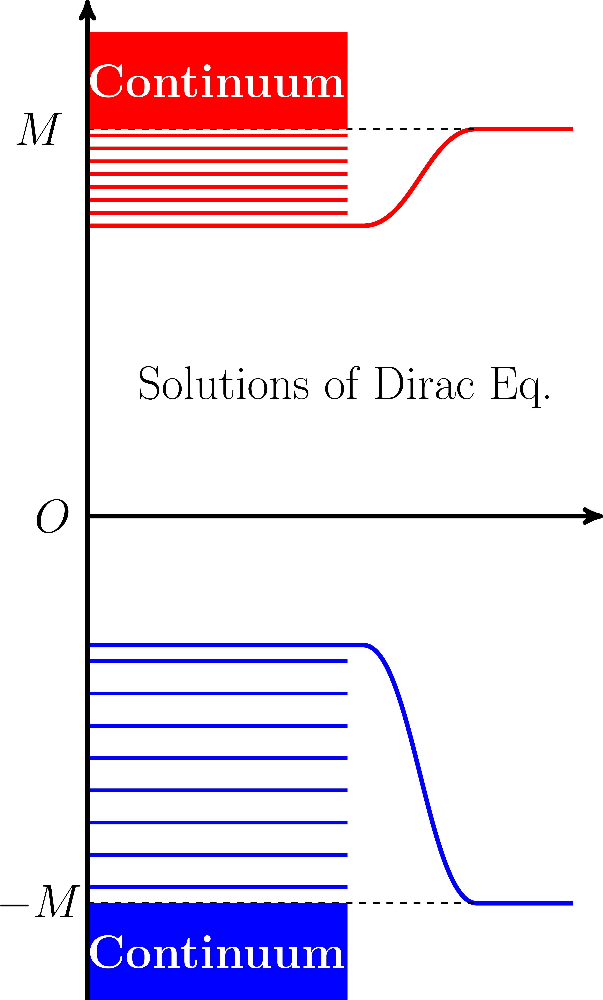 Continuum
M
Solutions of Dirac Eq.
O
−M
Continuum